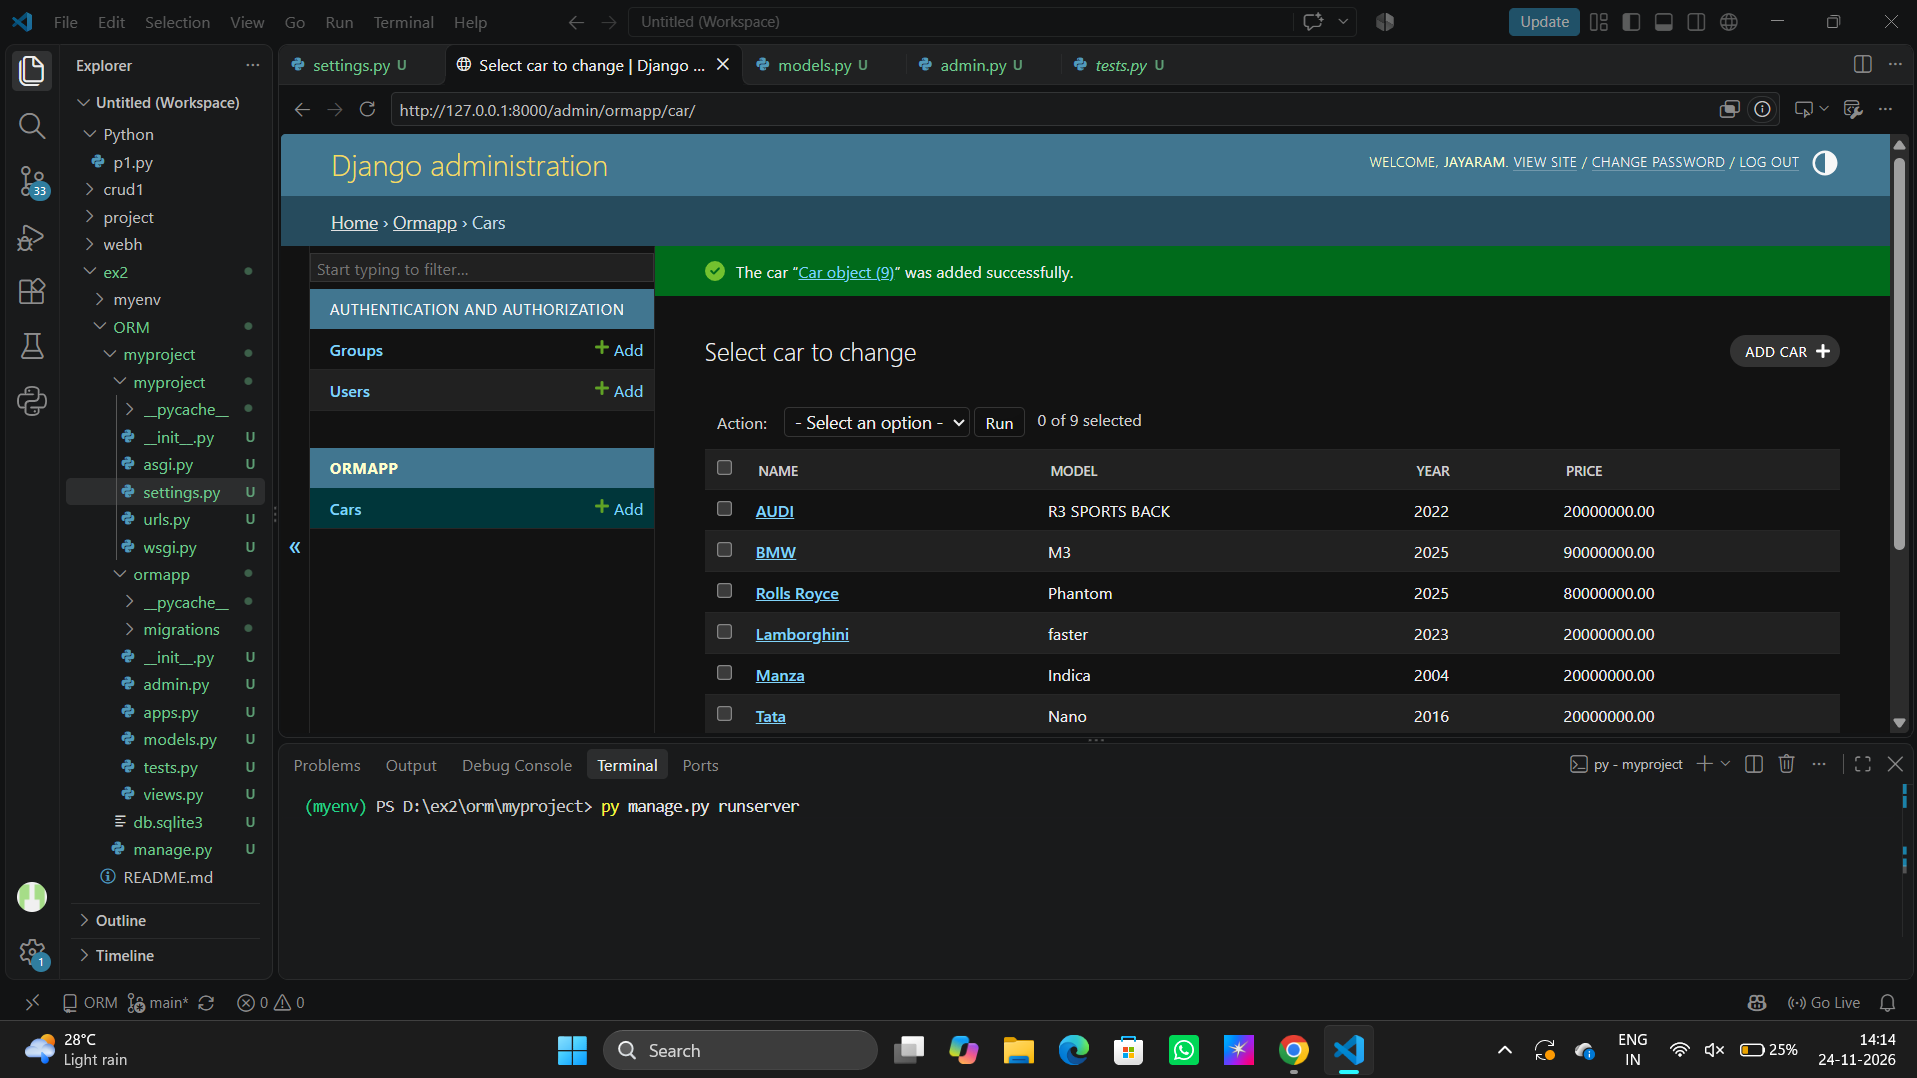 File Edit Selection View Go Run Terminal Help
Untitled (Workspace)
Update
Explorer
settings.py U
Select car to change | Django ...
models.py U
admin.py U
tests.py U
http://127.0.0.1:8000/admin/ormapp/car/
Untitled (Workspace)
Python
p1.py
crud1
project
webh
ex2
myenv
ORM
myproject
myproject
__pycache__
__init__.py U
asgi.py U
settings.py U
urls.py U
wsgi.py U
ormapp
__pycache__
migrations
__init__.py U
admin.py U
apps.py U
models.py U
tests.py U
views.py U
db.sqlite3 U
manage.py U
README.md
Outline
Timeline
33
1
Django administration
WELCOME, JAYARAM. VIEW SITE / CHANGE PASSWORD / LOG OUT
Home › Ormapp › Cars
Start typing to filter...
AUTHENTICATION AND AUTHORIZATION
Groups + Add
Users + Add
ORMAPP
Cars + Add
«
The car “Car object (9)” was added successfully.
Select car to change
ADD CAR +
Action: - Select an option - Run 0 of 9 selected
NAME MODEL YEAR PRICE
AUDI R3 SPORTS BACK 2022 20000000.00
BMW M3 2025 90000000.00
Rolls Royce Phantom 2025 80000000.00
Lamborghini faster 2023 20000000.00
Manza Indica 2004 20000000.00
Tata Nano 2016 20000000.00
Problems Output Debug Console Terminal Ports
py - myproject
(myenv) PS D:\ex2\orm\myproject> py manage.py runserver
ORM main* 0 0
Go Live
28°C
Light rain
Search
ENG
IN
25%
14:14
24-11-2026